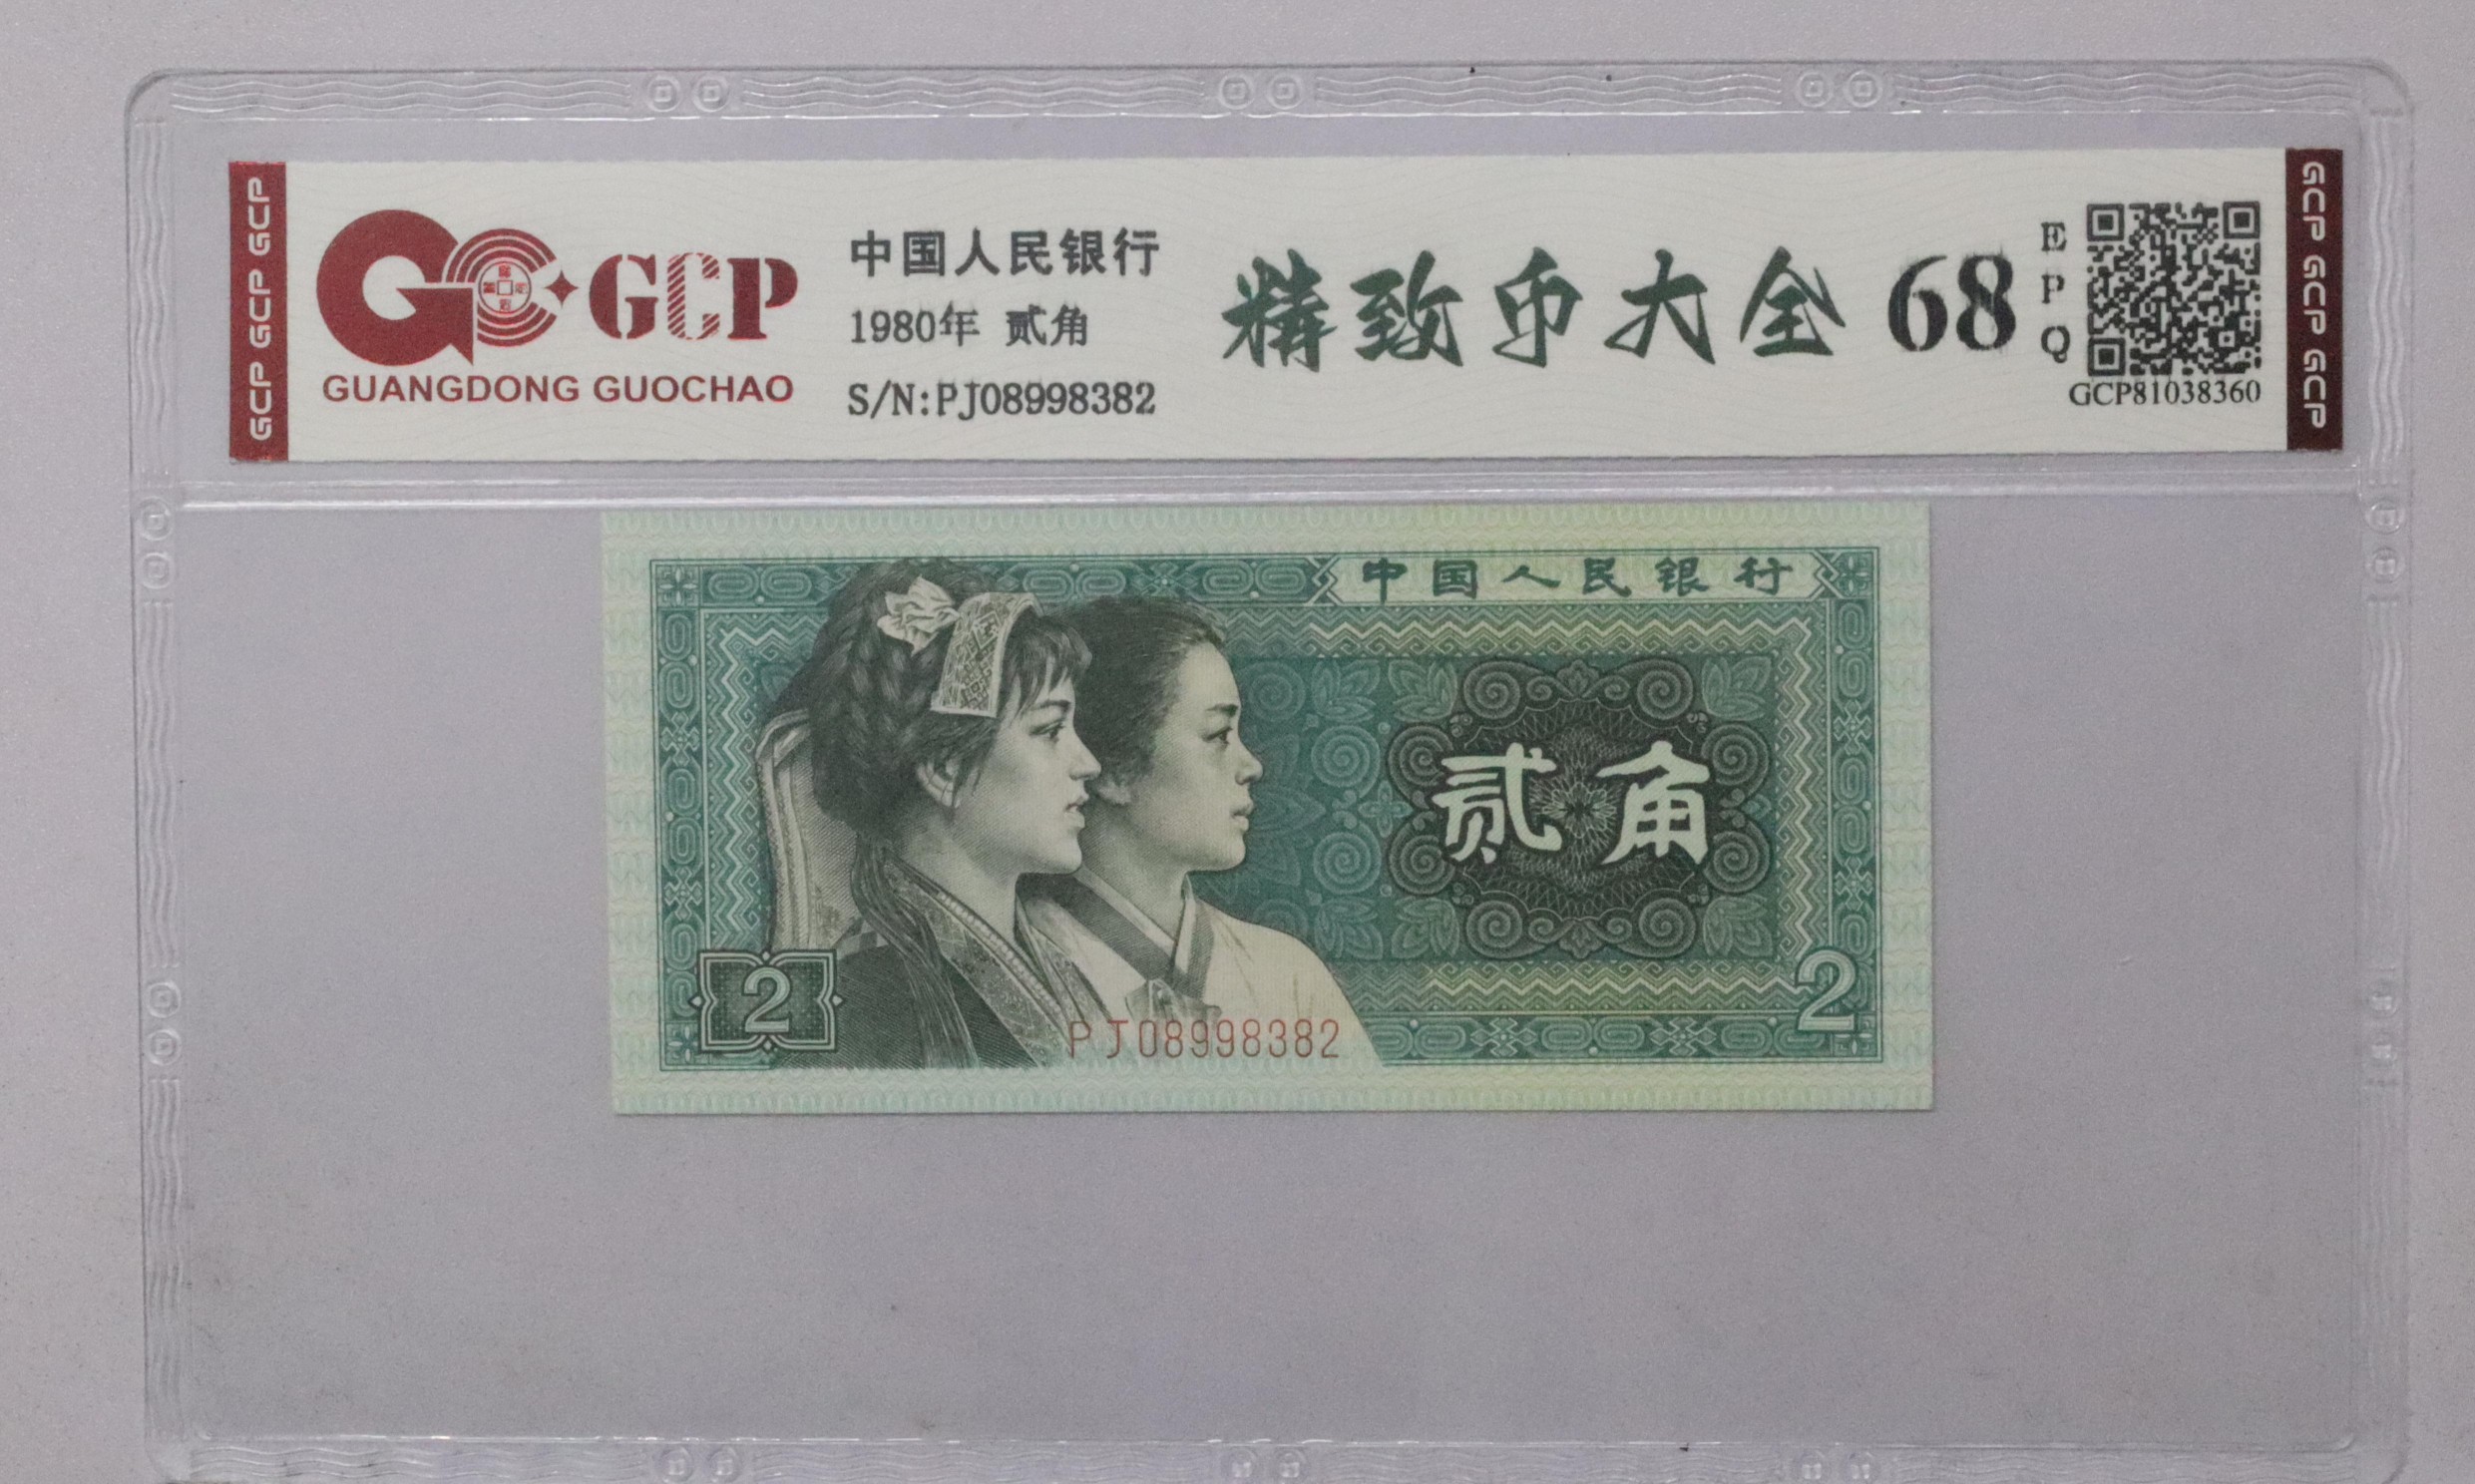 GCP GCP GCP
GCP
GUANGDONG GUOCHAO
中国人民银行
1980年 贰角
S/N:PJ08998382
精致币大全
68
EPQ
GCP81038360
GCP GCP GCP
中国人民银行
贰角
2
2
PJ08998382